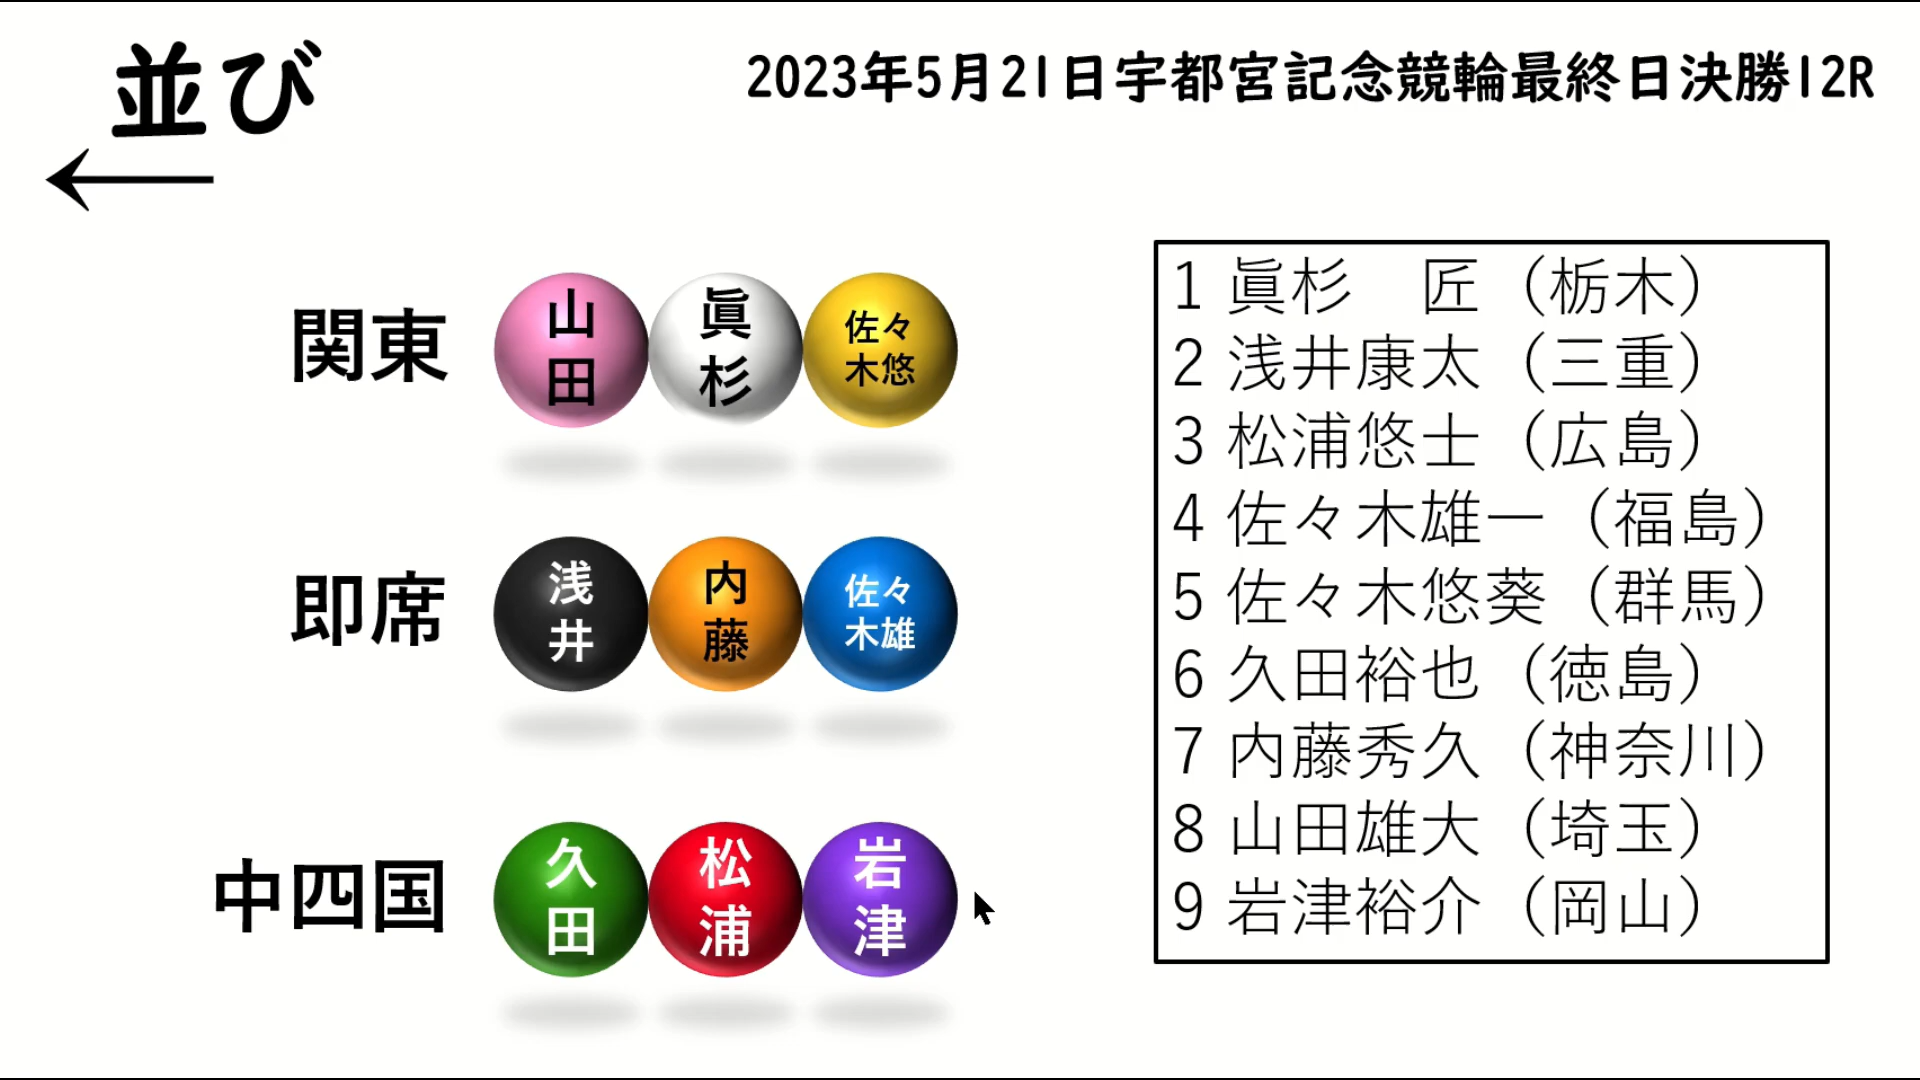 並び
2023年5月21日宇都宮記念競輪最終日決勝12R
関東
山田
眞杉
佐々木悠
即席
浅井
内藤
佐々木雄
中四国
久田
松浦
岩津
1 眞杉　匠（栃木）
2 浅井康太（三重）
3 松浦悠士（広島）
4 佐々木雄一（福島）
5 佐々木悠葵（群馬）
6 久田裕也（徳島）
7 内藤秀久（神奈川）
8 山田雄大（埼玉）
9 岩津裕介（岡山）